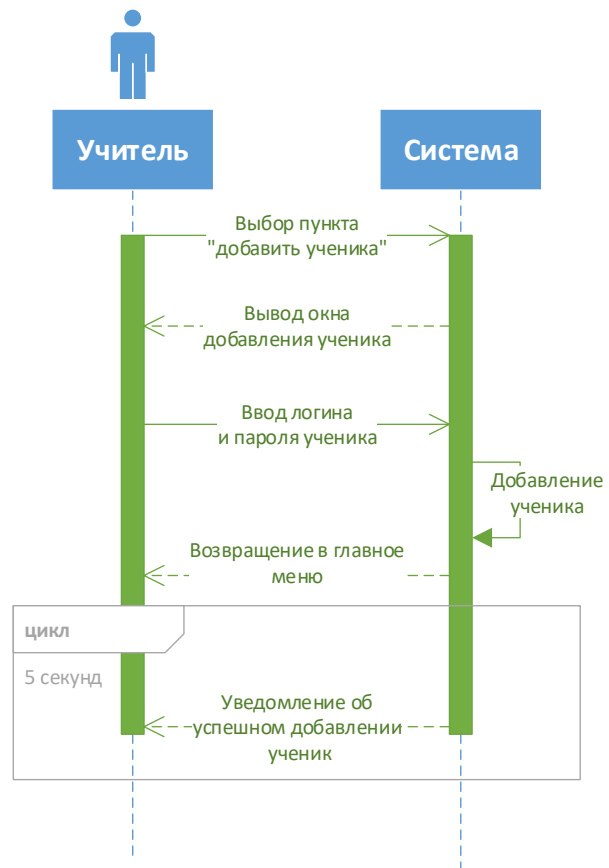 Учитель
Система
Выбор пункта
"добавить ученика"
Вывод окна
добавления ученика
Ввод логина
и пароля ученика
Добавление
ученика
Возвращение в главное
меню
цикл
5 секунд
Уведомление об
успешном добавлении
ученик